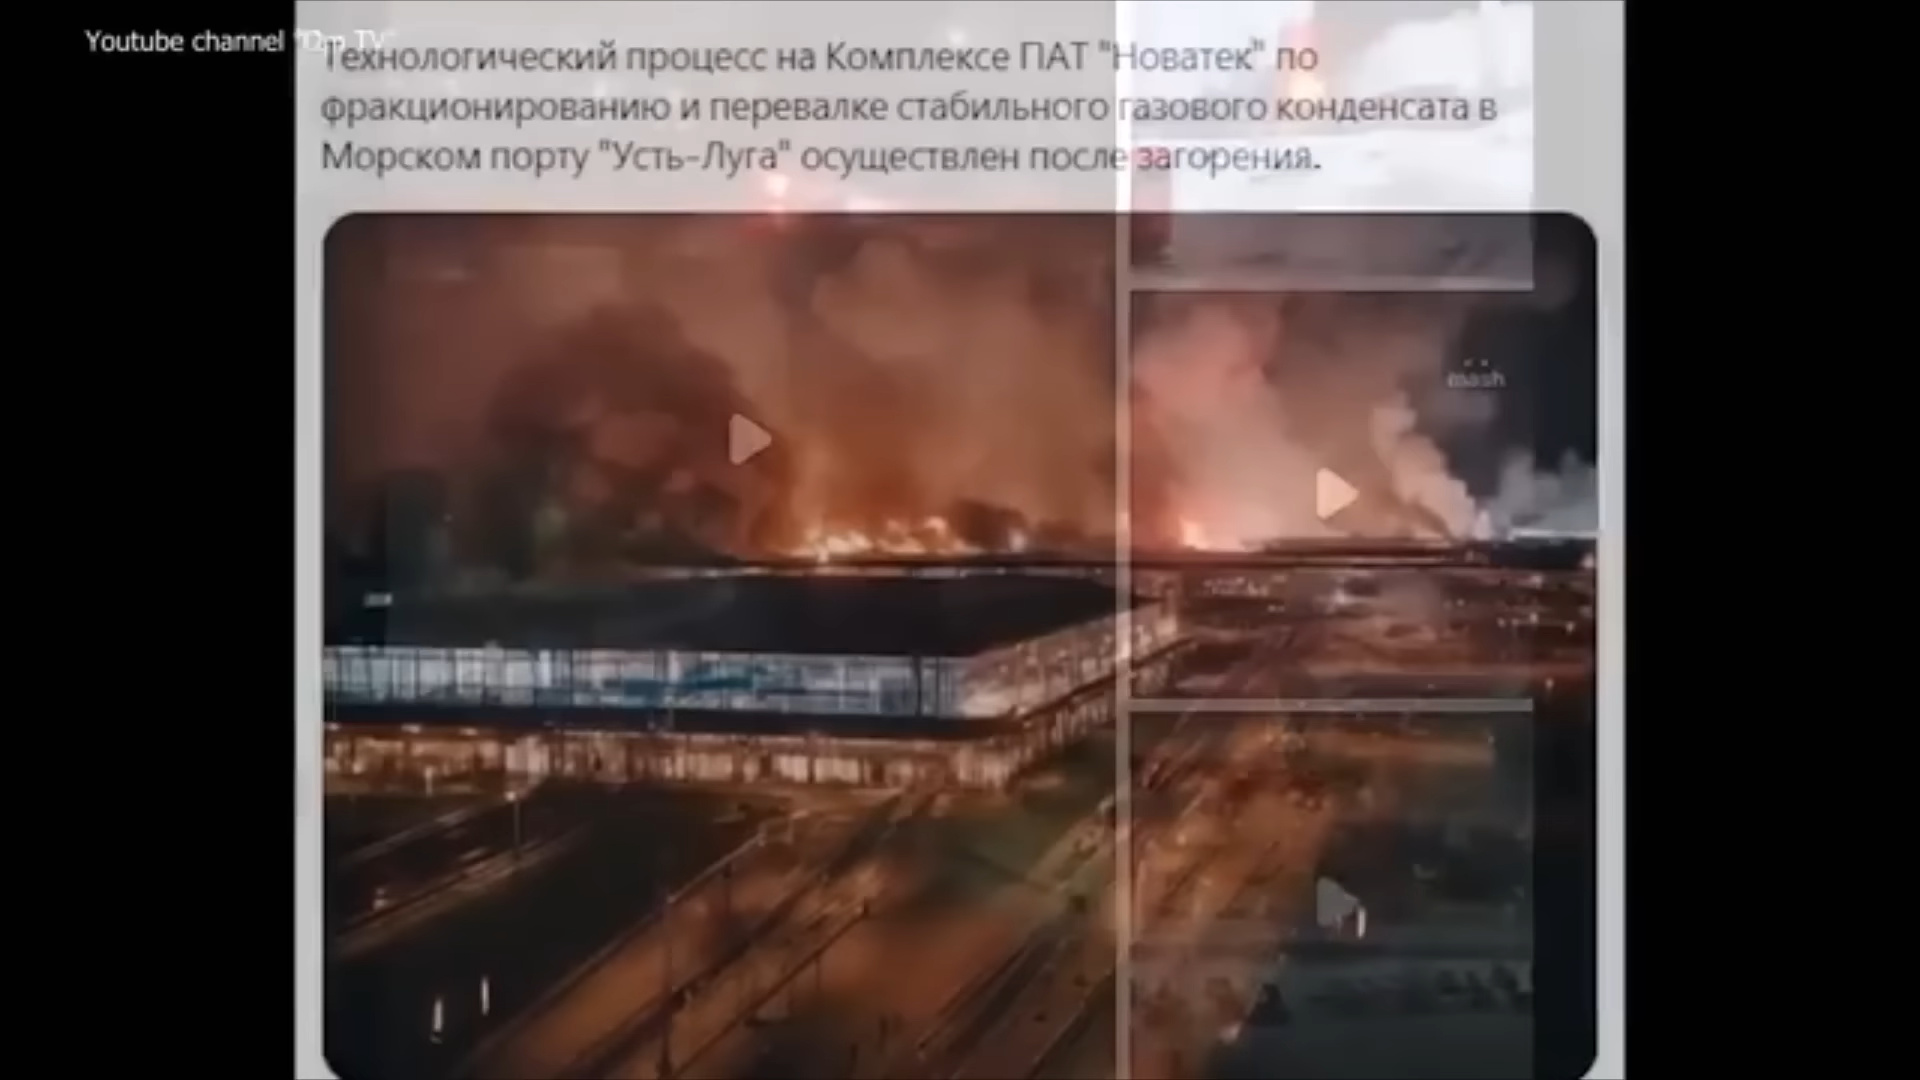 Youtube channel
Технологический процесс на Комплексе ПАТ "Новатек" по
фракционированию и перевалке стабильного газового конденсата в
Морском порту "Усть-Луга" осуществлен после загорения.
mash